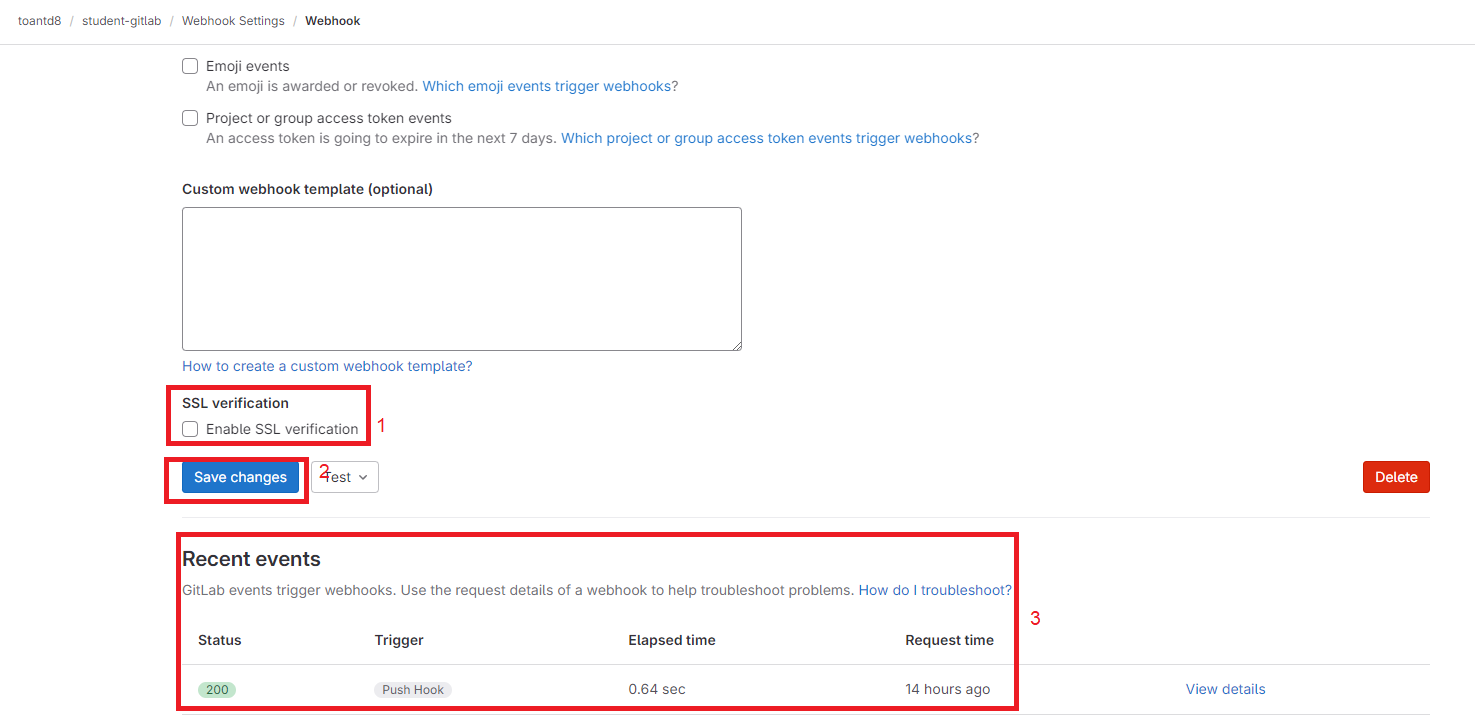 toantd8 / student-gitlab / Webhook Settings / Webhook
Emoji events
An emoji is awarded or revoked. Which emoji events trigger webhooks?
Project or group access token events
An access token is going to expire in the next 7 days. Which project or group access token events trigger webhooks?
Custom webhook template (optional)
How to create a custom webhook template?
SSL verification
Enable SSL verification
1
Save changes
2
Test
Delete
Recent events
GitLab events trigger webhooks. Use the request details of a webhook to help troubleshoot problems. How do I troubleshoot?
3
Status Trigger Elapsed time Request time
200 Push Hook 0.64 sec 14 hours ago View details